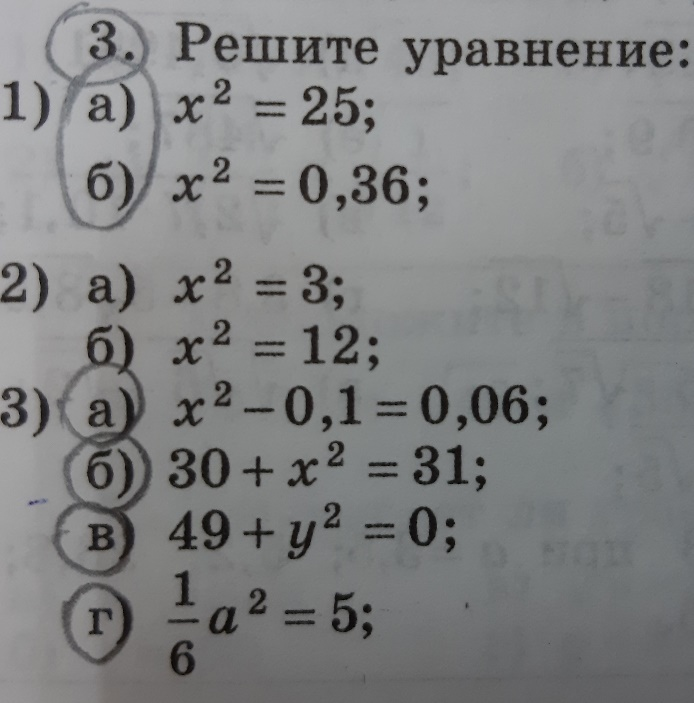 3. Решите уравнение:
1) а) x² = 25;
б) x² = 0,36;
2) а) x² = 3;
б) x² = 12;
3) а) x² – 0,1 = 0,06;
б) 30 + x² = 31;
в) 49 + y² = 0;
г) 1/6 a² = 5;